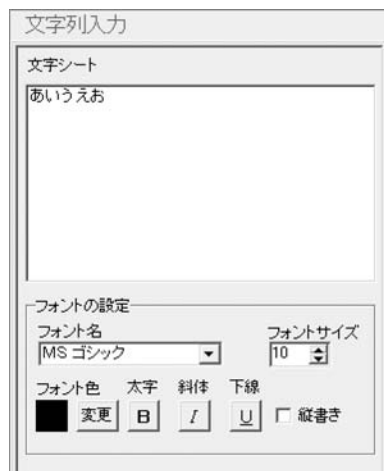 文字列入力
文字シート
あいうえお
フォントの設定
フォント名 フォントサイズ
MS ゴシック 10
フォント色 太字 斜体 下線
変更 B I U 縦書き